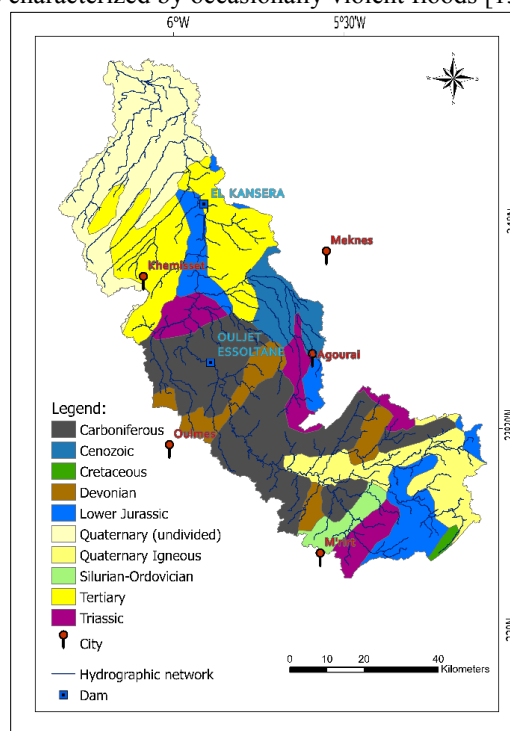 characterized by occasionally violent floods [1
6°W 5°30'W
EL KANSERA
Meknes
Khemisset
OULJET
ESSOLTANE
Agourai
Legend:
Carboniferous
Oulmes
Cenozoic
Cretaceous
Devonian
Lower Jurassic
Quaternary (undivided)
Quaternary Igneous
Silurian-Ordovician
M'rirt
Tertiary
Triassic
City
0 10 20 40
Kilometers
Hydrographic network
Dam